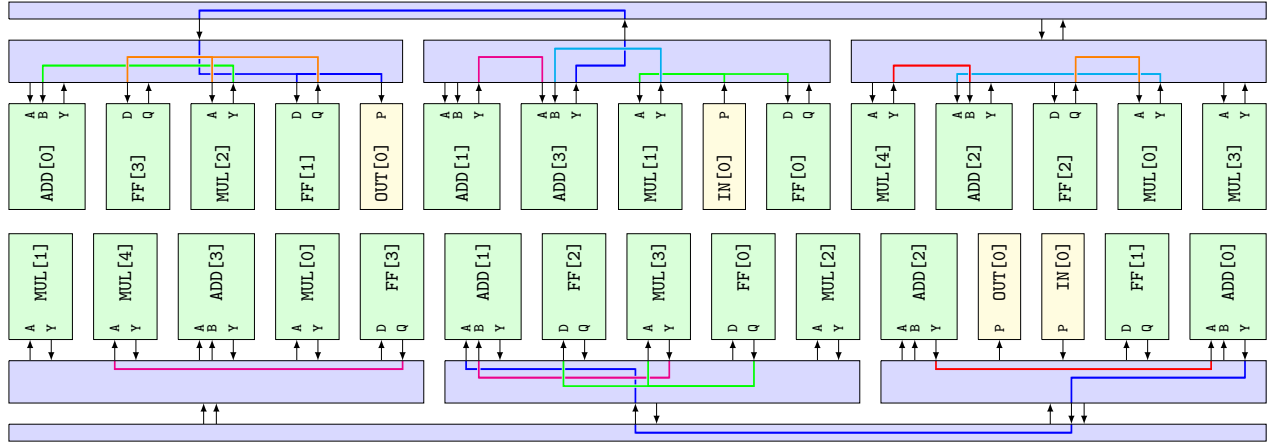 A B Y D Q A Y D Q P A B Y A B Y A Y P D Q A Y A B Y D Q A Y A Y
ADD[0] FF[3] MUL[2] FF[1] OUT[0] ADD[1] ADD[3] MUL[1] IN[0] FF[0] MUL[4] ADD[2] FF[2] MUL[0] MUL[3]
MUL[1] MUL[4] ADD[3] MUL[0] FF[3] ADD[1] FF[2] MUL[3] FF[0] MUL[2] ADD[2] OUT[0] IN[0] FF[1] ADD[0]
A Y A Y A B Y A Y D Q A B Y D Q A Y D Q A Y A B Y P P D Q A B Y